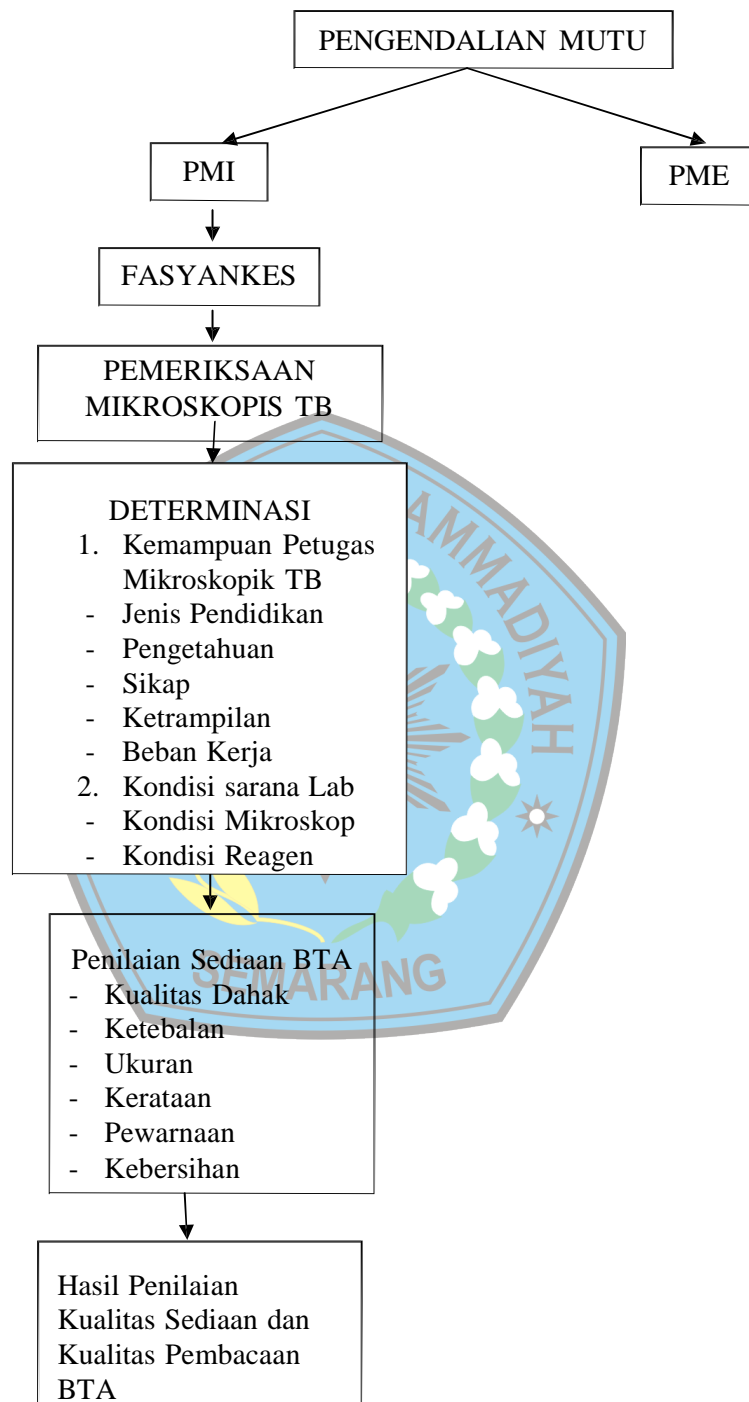 PENGENDALIAN MUTU
PMI
PME
FASYANKES
PEMERIKSAAN
MIKROSKOPIS TB
DETERMINASI
1. Kemampuan Petugas
Mikroskopik TB
- Jenis Pendidikan
- Pengetahuan
- Sikap
- Ketrampilan
- Beban Kerja
2. Kondisi sarana Lab
- Kondisi Mikroskop
- Kondisi Reagen
Penilaian Sediaan BTA
- Kualitas Dahak
- Ketebalan
- Ukuran
- Kerataan
- Pewarnaan
- Kebersihan
Hasil Penilaian
Kualitas Sediaan dan
Kualitas Pembacaan
BTA
AMMADIYAH
SEMARANG